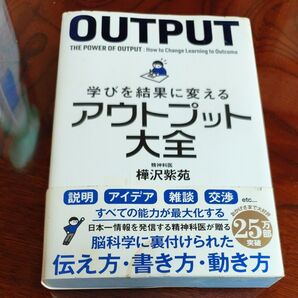 OUTPUT
THE POWER OF OUTPUT : How to Change Learning to Outcome
学びを結果に変える
アウトプット
大全
精神科医
樺沢紫苑
説明 アイデア 雑談 交渉 etc...
すべての能力が最大化する
日本一情報を発信する精神科医が贈る
脳科学に裏付けられた
伝え方・書き方・動き方
25万部
突破